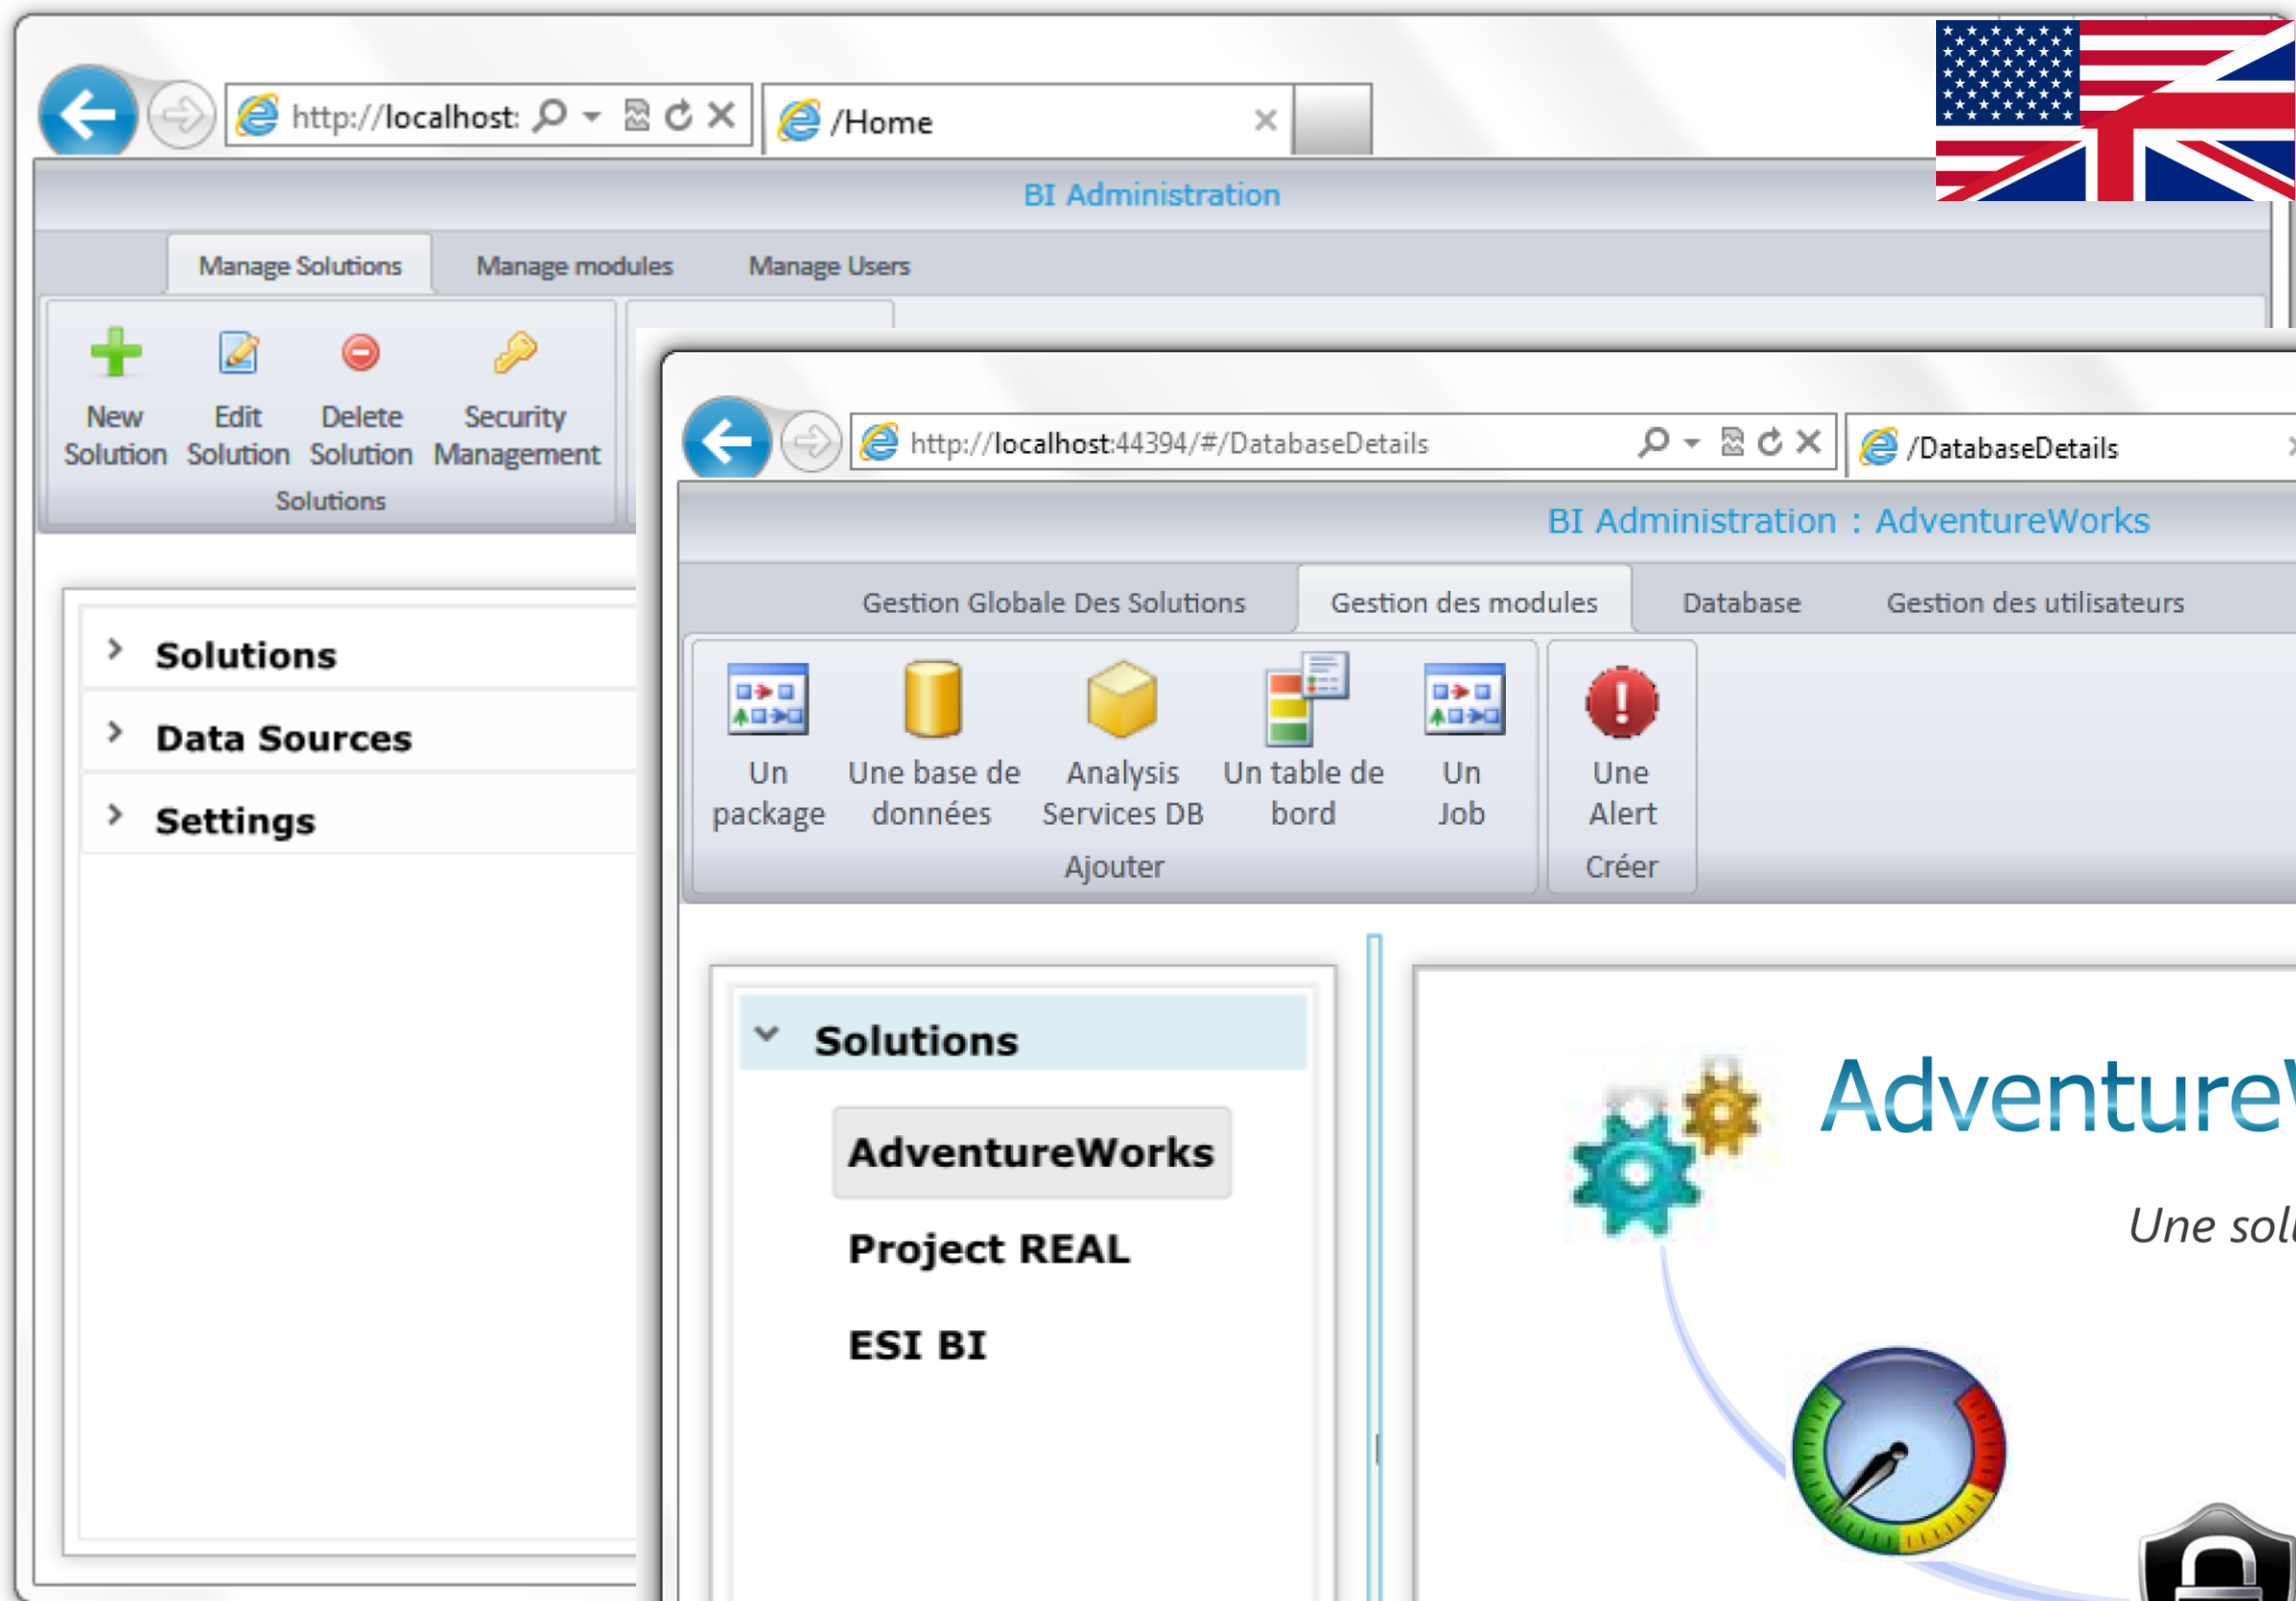 http://localhost:
/Home
BI Administration
Manage Solutions Manage modules Manage Users
New Edit Delete Security
Solution Solution Solution Management
Solutions
Solutions
Data Sources
Settings
http://localhost:44394/#/DatabaseDetails
/DatabaseDetails
BI Administration : AdventureWorks
Gestion Globale Des Solutions Gestion des modules Database Gestion des utilisateurs
Un Une base de Analysis Un table de Un Une
package données Services DB bord Job Alert
Ajouter Créer
Solutions
AdventureWorks
Project REAL
ESI BI
Une